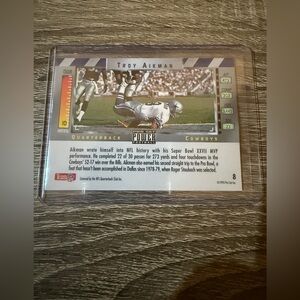 TROY AIKMAN
POWER
QUARTERBACK
COWBOYS
Aikman wrote himself into NFL history with his Super Bowl XXVII MVP
performance. He completed 22 of 30 passes for 273 yards and four touchdowns in the
Cowboys' 52-17 win over the Bills. Aikman also earned his second straight trip to the Pro Bowl, a
feat that hasn't been accomplished in Dallas since 1978-79, when Roger Staubach was selected.
8